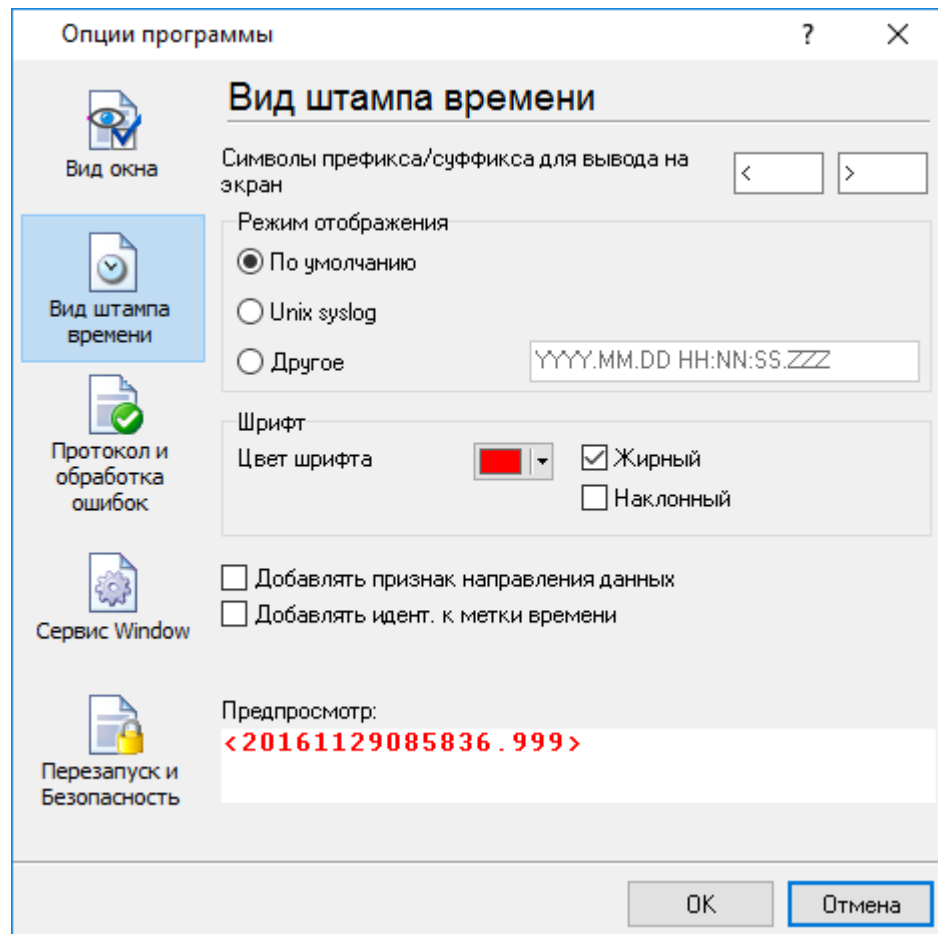 Опции программы
?
Вид окна
Вид штампа
времени
Протокол и
обработка
ошибок
Сервис Window
Перезапуск и
Безопасность
Вид штампа времени
Символы префикса/суффикса для вывода на
экран
< >
Режим отображения
По умолчанию
Unix syslog
Другое YYYY.MM.DD HH:NN:SS.ZZZ
Шрифт
Цвет шрифта Жирный
Наклонный
Добавлять признак направления данных
Добавлять идент. к метки времени
Предпросмотр:
<20161129085836.999>
OK Отмена